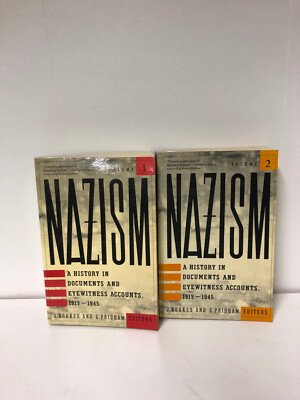 VOLUME 1
NAZISM
A HISTORY IN
DOCUMENTS AND
EYEWITNESS ACCOUNTS,
1919—1945
J. NOAKES AND G. PRIDHAM EDITORS
VOLUME 2
NAZISM
A HISTORY IN
DOCUMENTS AND
EYEWITNESS ACCOUNTS,
1919—1945
J. NOAKES AND G. PRIDHAM EDITORS